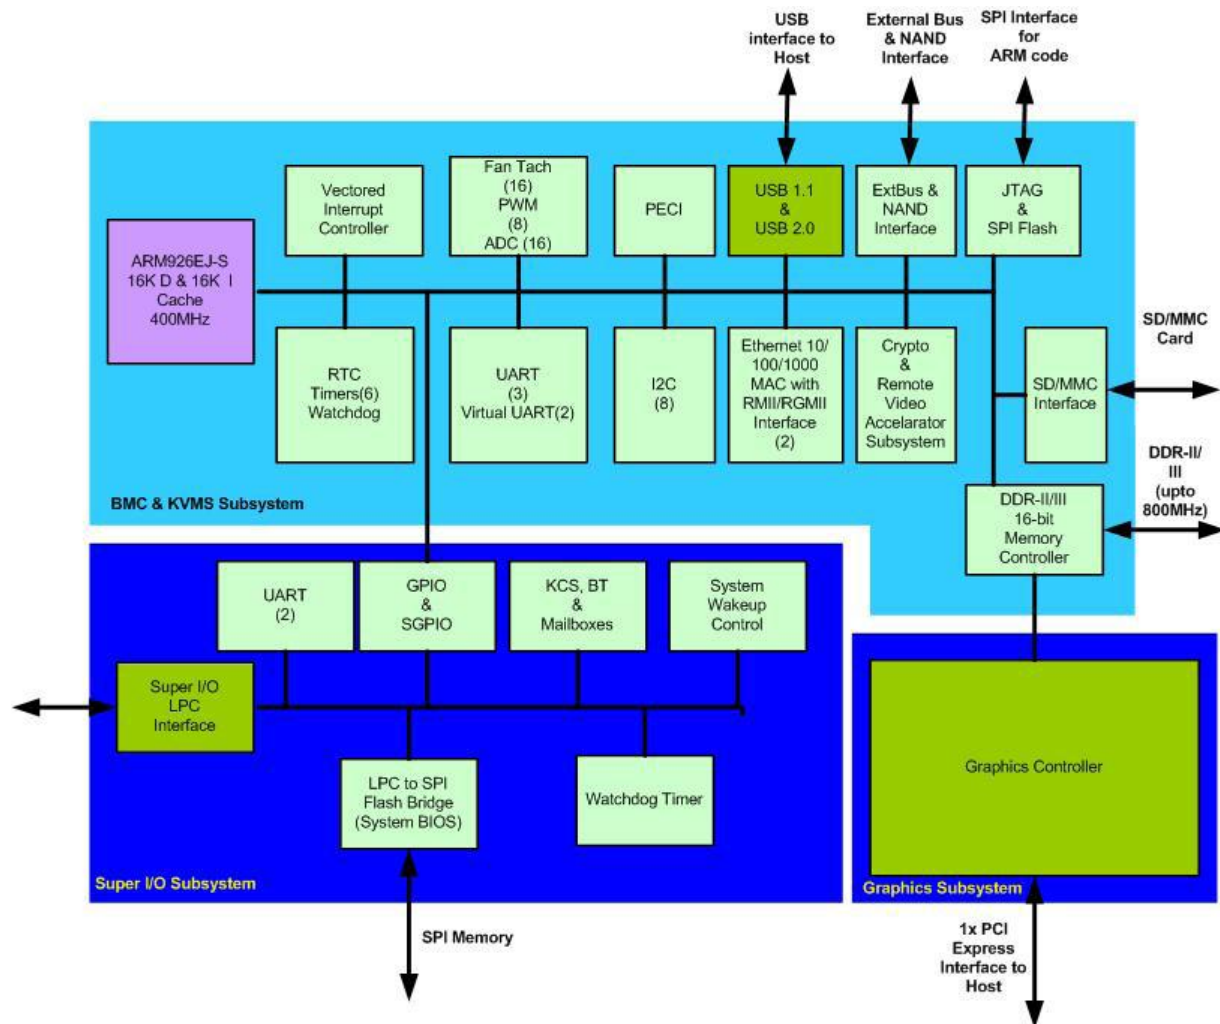 USB
interface to
Host
External Bus
& NAND
Interface
SPI Interface
for
ARM code
Vectored
Interrupt
Controller
Fan Tach
(16)
PWM
(8)
ADC (16)
PECI
USB 1.1
&
USB 2.0
ExtBus &
NAND
Interface
JTAG
&
SPI Flash
ARM926EJ-S
16K D & 16K I
Cache
400MHz
RTC
Timers(6)
Watchdog
UART
(3)
Virtual UART(2)
I2C
(8)
Ethernet 10/
100/1000
MAC with
RMII/RGMII
Interface
(2)
Crypto
&
Remote
Video
Accelarator
Subsystem
SD/MMC
Interface
SD/MMC
Card
DDR-II/
III
(upto
800MHz)
BMC & KVMS Subsystem
DDR-II/III
16-bit
Memory
Controller
UART
(2)
GPIO
&
SGPIO
KCS, BT
&
Mailboxes
System
Wakeup
Control
Super I/O
LPC
Interface
LPC to SPI
Flash Bridge
(System BIOS)
Watchdog Timer
Graphics Controller
Super I/O Subsystem
Graphics Subsystem
SPI Memory
1x PCI
Express
Interface to
Host